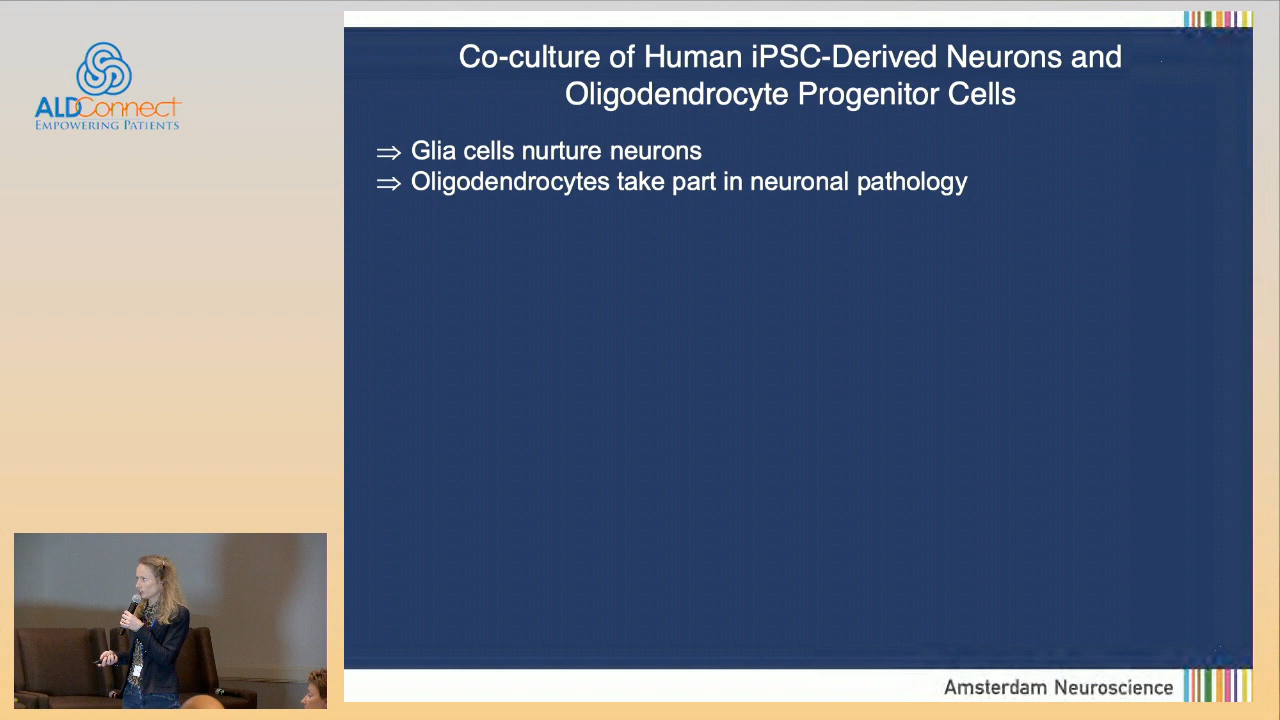 ALDConnect
EMPOWERING PATIENTS
Co-culture of Human iPSC-Derived Neurons and
Oligodendrocyte Progenitor Cells
⇒ Glia cells nurture neurons
⇒ Oligodendrocytes take part in neuronal pathology
Amsterdam Neuroscience